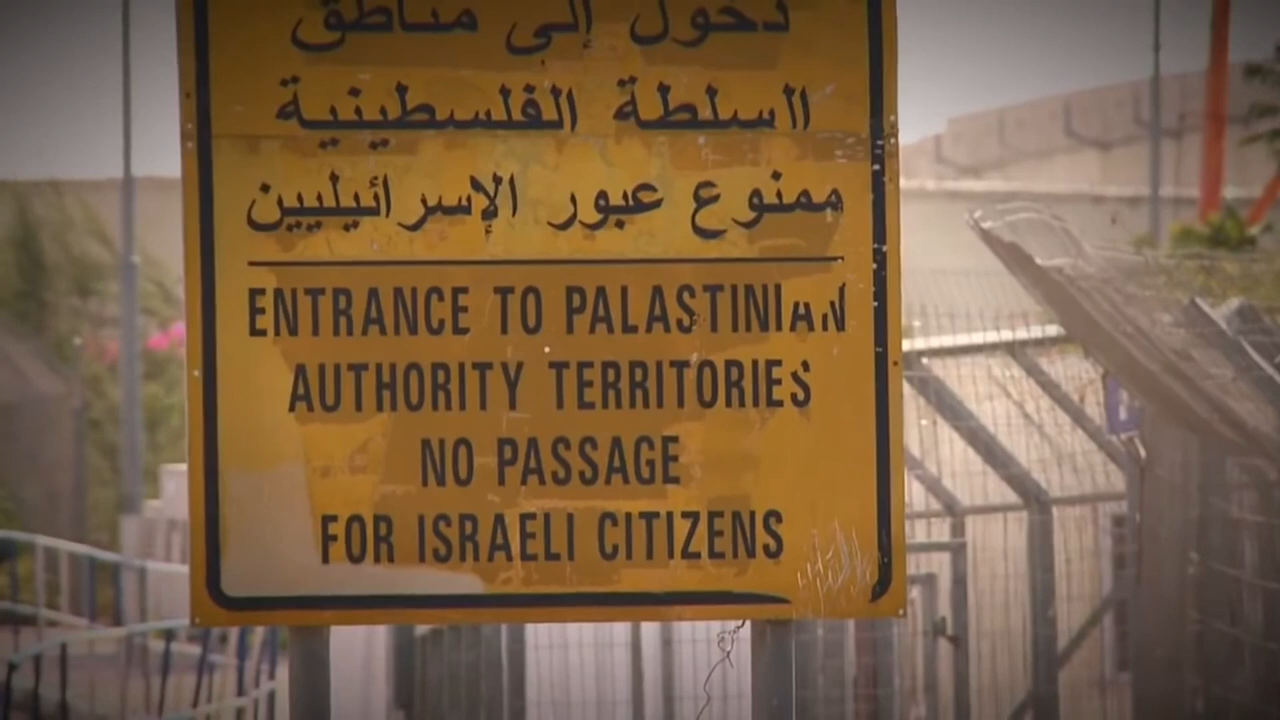 دخول إلى مناطق
السلطة الفلسطينية
ممنوع عبور الإسرائيليين
ENTRANCE TO PALASTINIAN
AUTHORITY TERRITORIES
NO PASSAGE
FOR ISRAELI CITIZENS